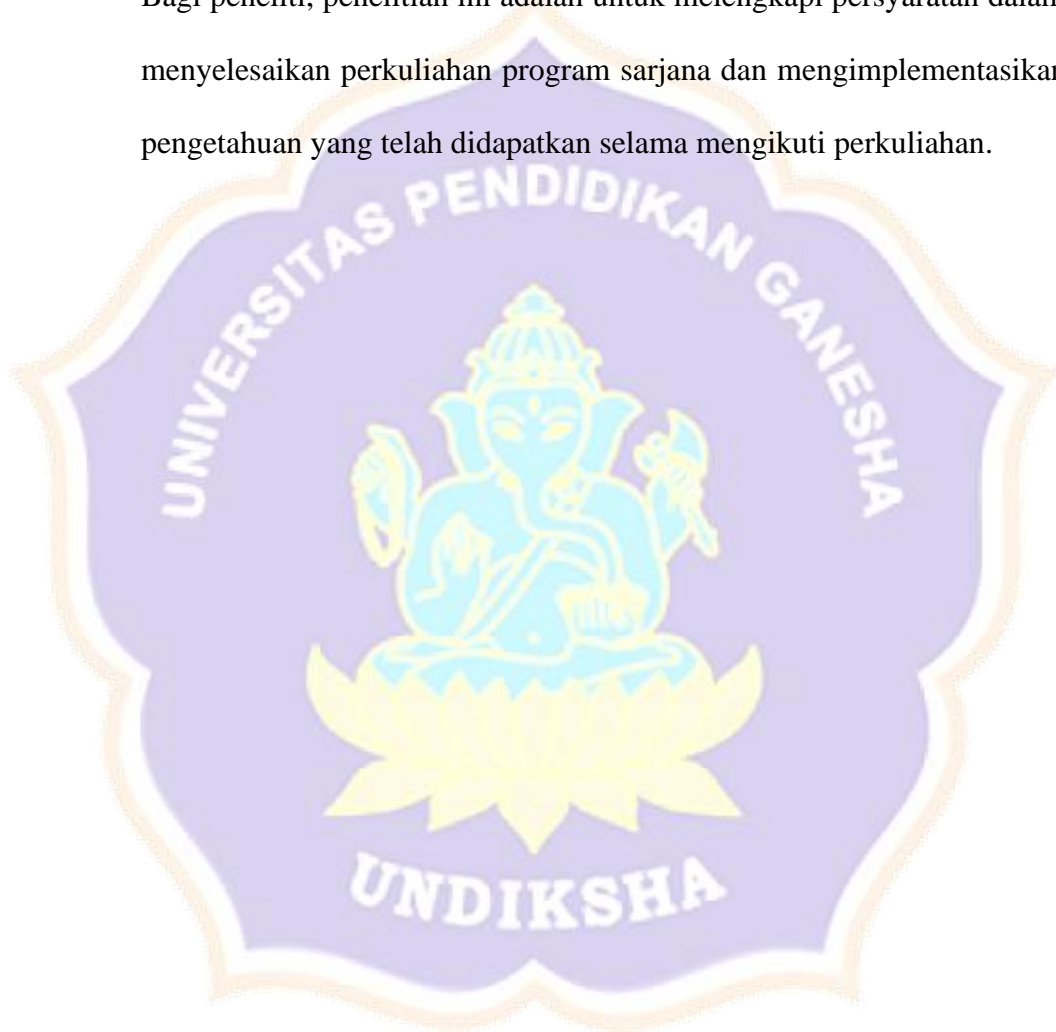 Bagi peneliti, penelitian ini adalah untuk melengkapi persyaratan dalam
menyelesaikan perkuliahan program sarjana dan mengimplementasikan
pengetahuan yang telah didapatkan selama mengikuti perkuliahan.
UNIVERSITAS PENDIDIKAN GANESHA
UNDIKSHA